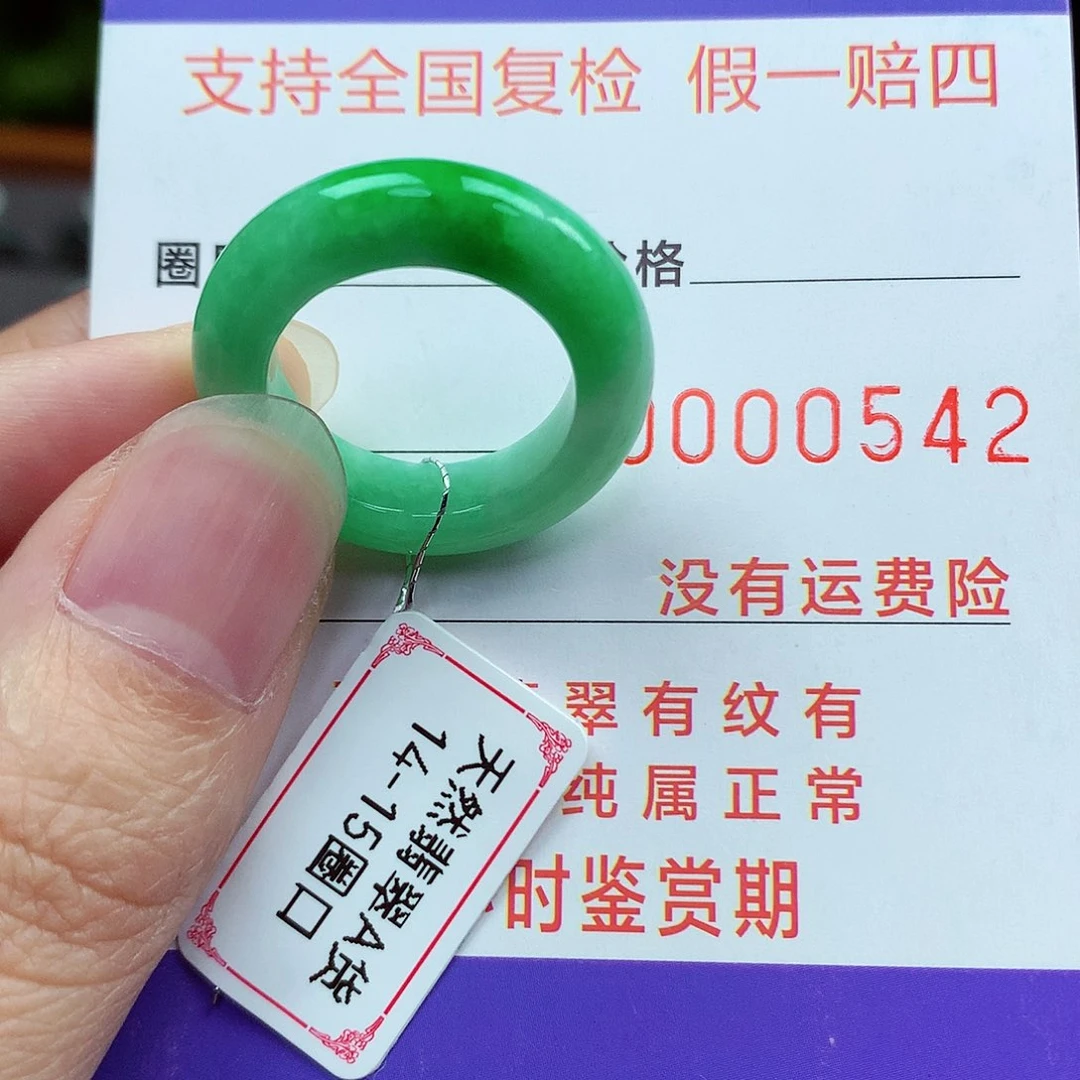 支持全国复检 假一赔四
圈 格
0000542
没有运费险
翠有纹有
纯属正常
时鉴赏期
天然翡翠A货
14-15圈口